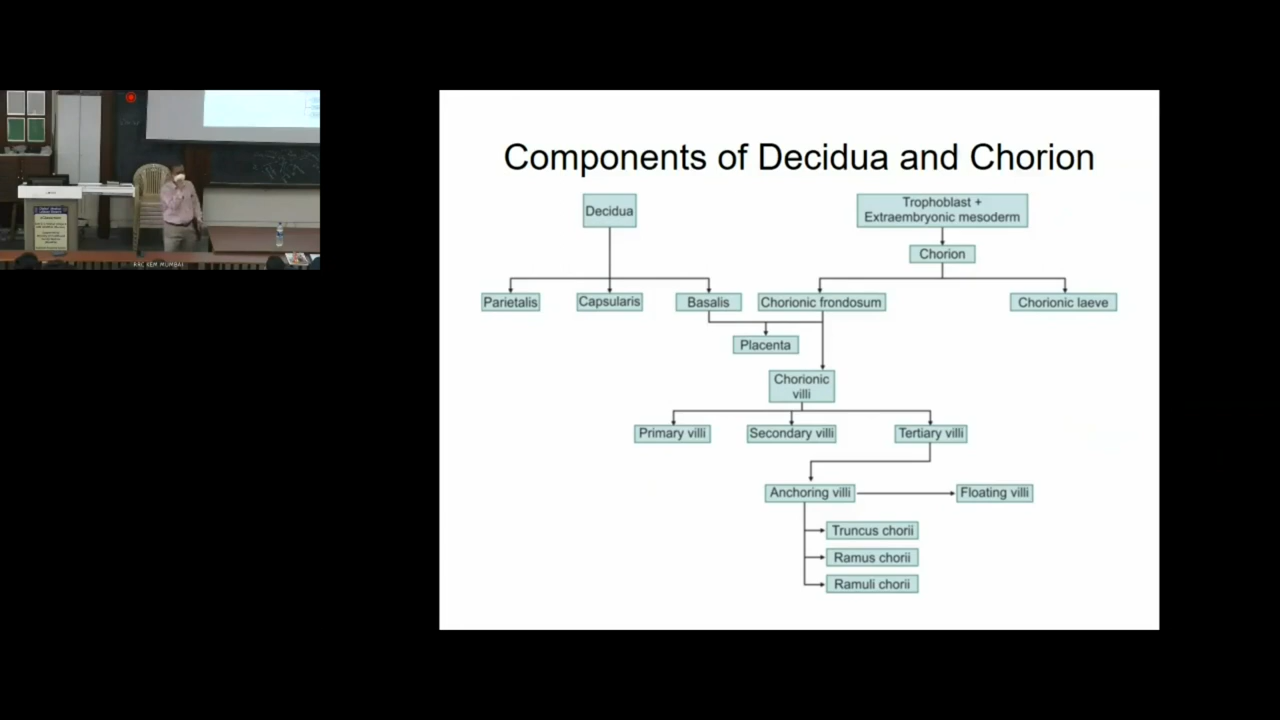 Components of Decidua and Chorion
Decidua
Trophoblast +
Extraembryonic mesoderm
Chorion
Parietalis
Capsularis
Basalis
Chorionic frondosum
Chorionic laeve
Placenta
Chorionic
villi
Primary villi
Secondary villi
Tertiary villi
Anchoring villi
Floating villi
Truncus chorii
Ramus chorii
Ramuli chorii